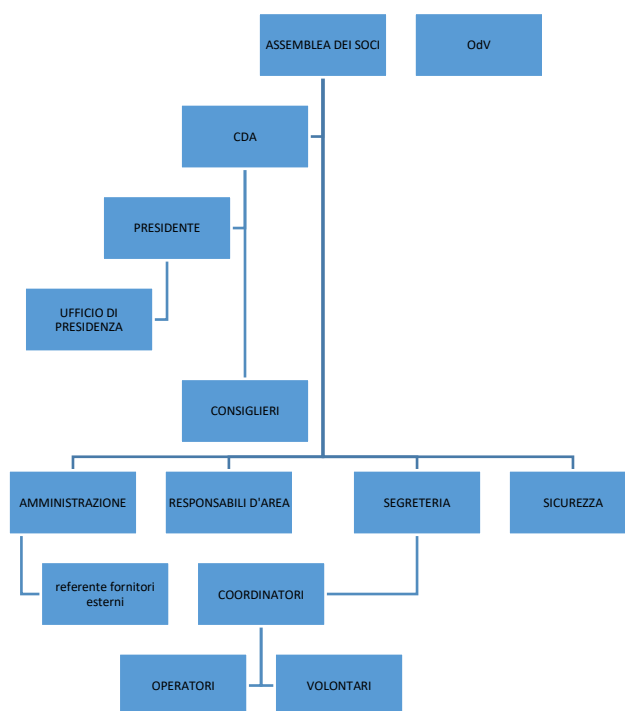 ASSEMBLEA DEI SOCI
OdV
CDA
PRESIDENTE
UFFICIO DI
PRESIDENZA
CONSIGLIERI
AMMINISTRAZIONE
RESPONSABILI D'AREA
SEGRETERIA
SICUREZZA
referente fornitori
esterni
COORDINATORI
OPERATORI
VOLONTARI